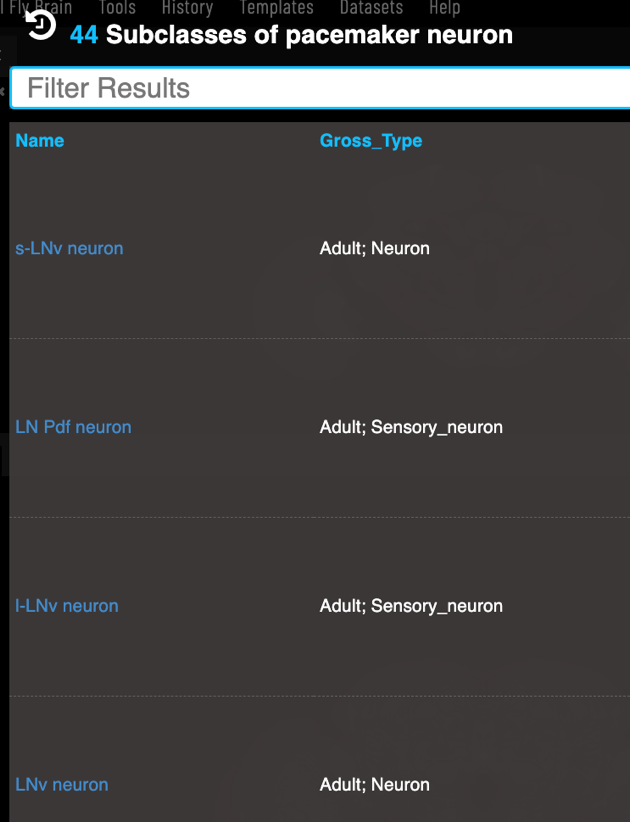 l Fly Brain Tools History Templates Datasets Help
44 Subclasses of pacemaker neuron
Filter Results
Name Gross_Type
s-LNv neuron Adult; Neuron
LN Pdf neuron Adult; Sensory_neuron
l-LNv neuron Adult; Sensory_neuron
LNv neuron Adult; Neuron